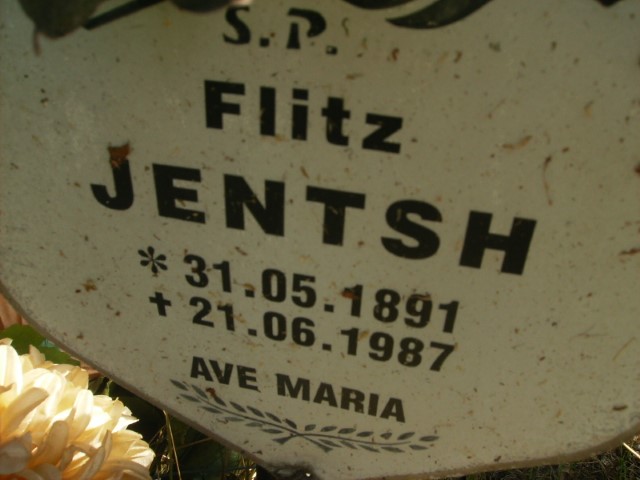 S.P.
Flitz
JENTSH
* 31.05.1891
† 21.06.1987
AVE MARIA